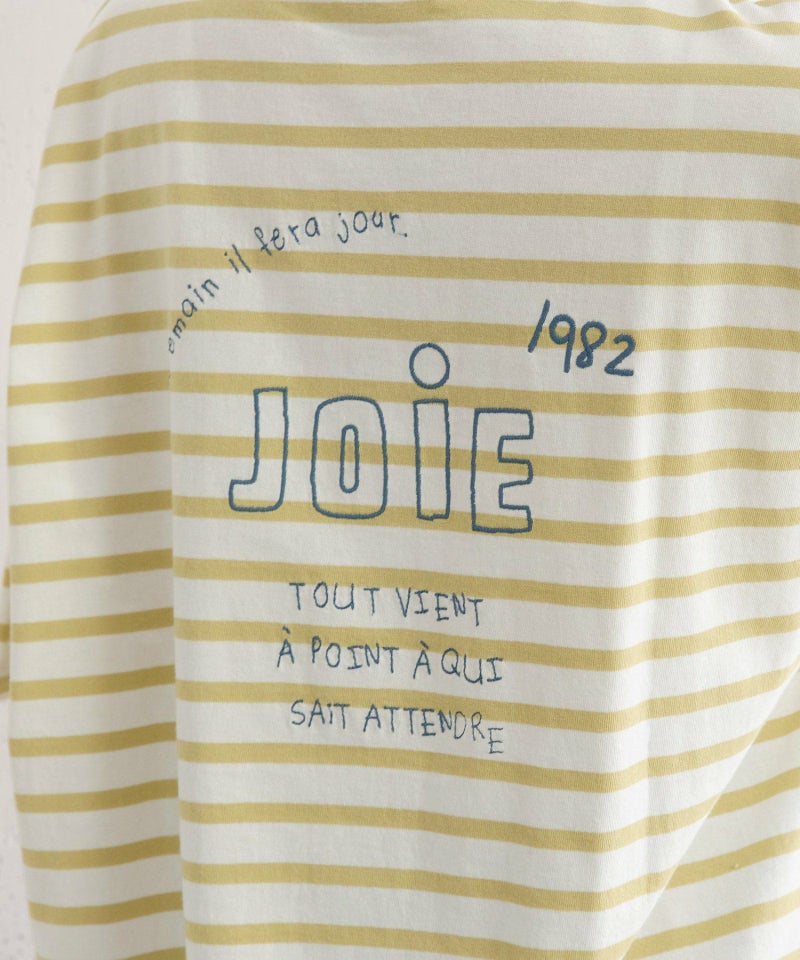 emain il fera jour.
1982
JOiE
TOUT VIENT
À POINT À QUI
SAiT ATTENDRE